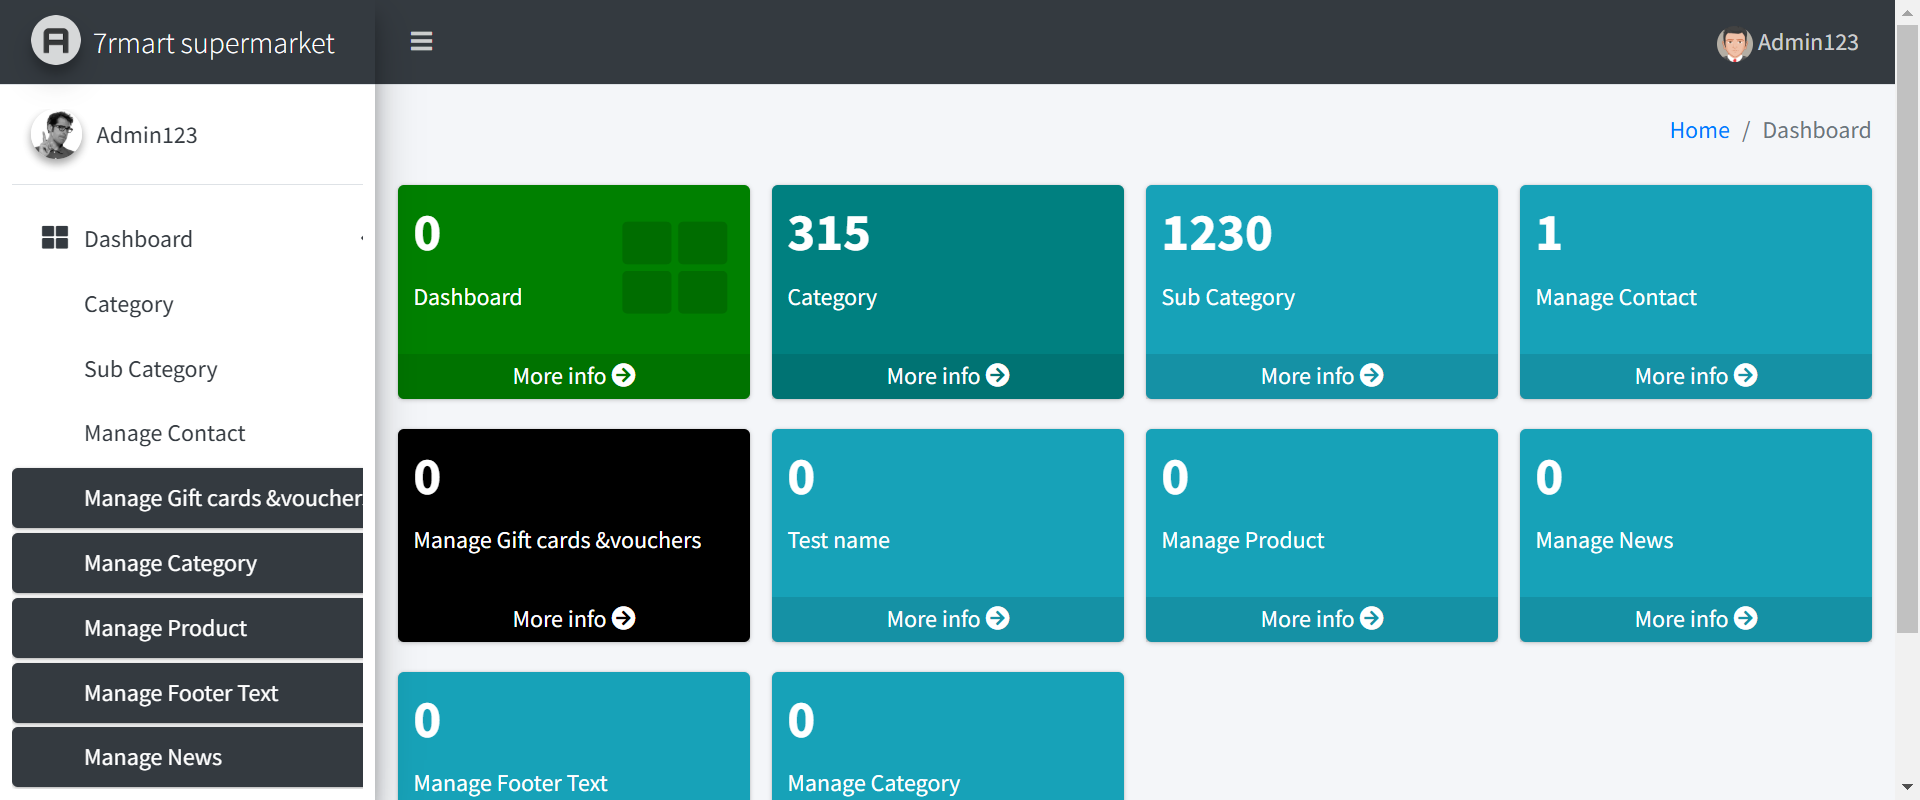 7rmart supermarket
Admin123
Admin123
Home / Dashboard
Dashboard
Category
Sub Category
Manage Contact
Manage Gift cards &voucher
Manage Category
Manage Product
Manage Footer Text
Manage News
0
Dashboard
More info
315
Category
More info
1230
Sub Category
More info
1
Manage Contact
More info
0
Manage Gift cards &vouchers
More info
0
Test name
More info
0
Manage Product
More info
0
Manage News
More info
0
Manage Footer Text
0
Manage Category